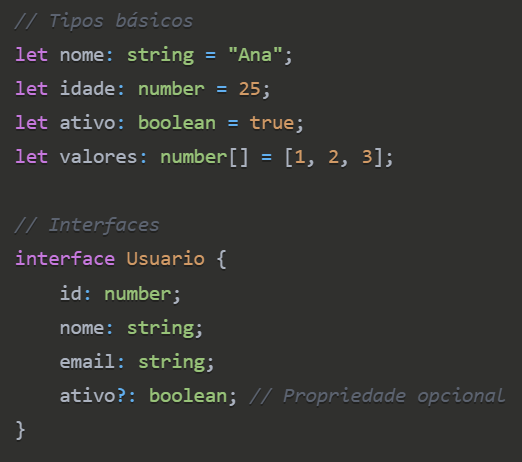 // Tipos básicos
let nome: string = "Ana";
let idade: number = 25;
let ativo: boolean = true;
let valores: number[] = [1, 2, 3];
// Interfaces
interface Usuario {
    id: number;
    nome: string;
    email: string;
    ativo?: boolean; // Propriedade opcional
}